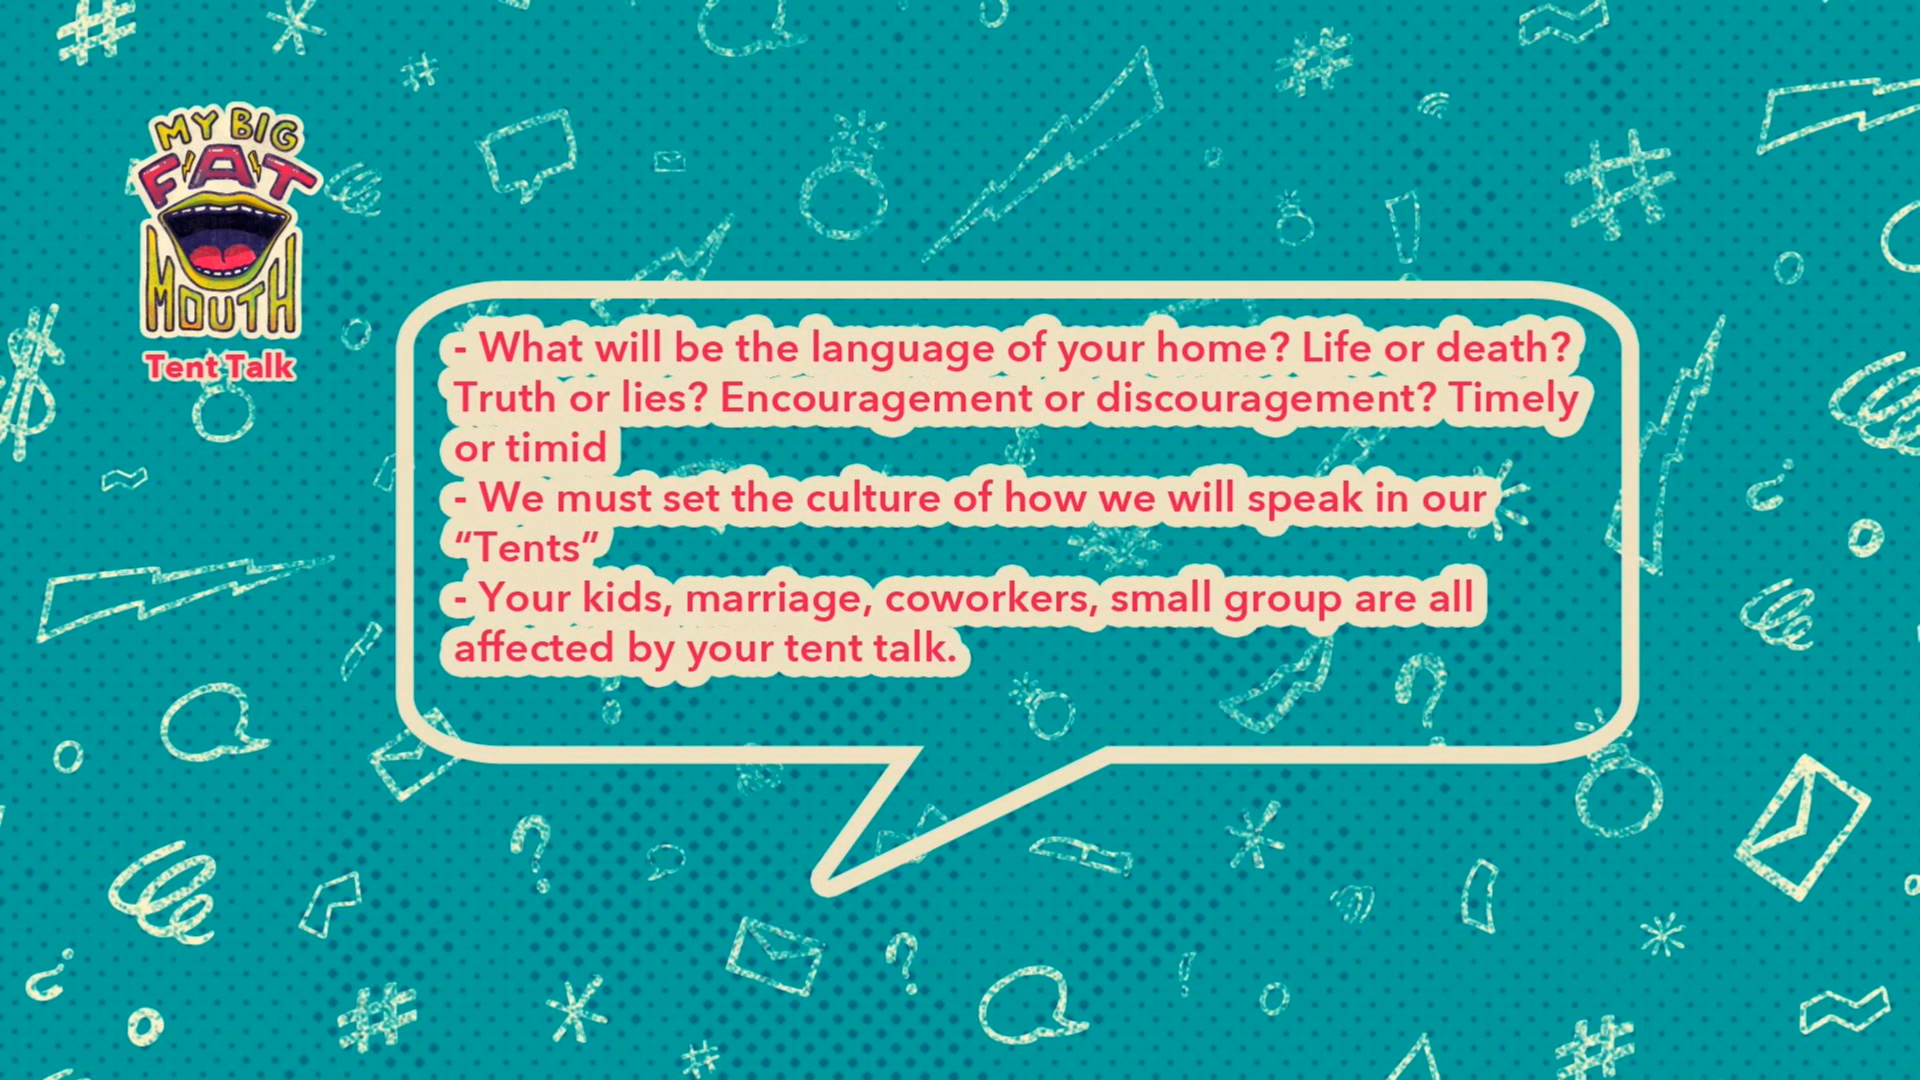 MY BIG
FAT
MOUTH
Tent Talk
- What will be the language of your home? Life or death?
Truth or lies? Encouragement or discouragement? Timely
or timid
- We must set the culture of how we will speak in our
“Tents”
- Your kids, marriage, coworkers, small group are all
affected by your tent talk.